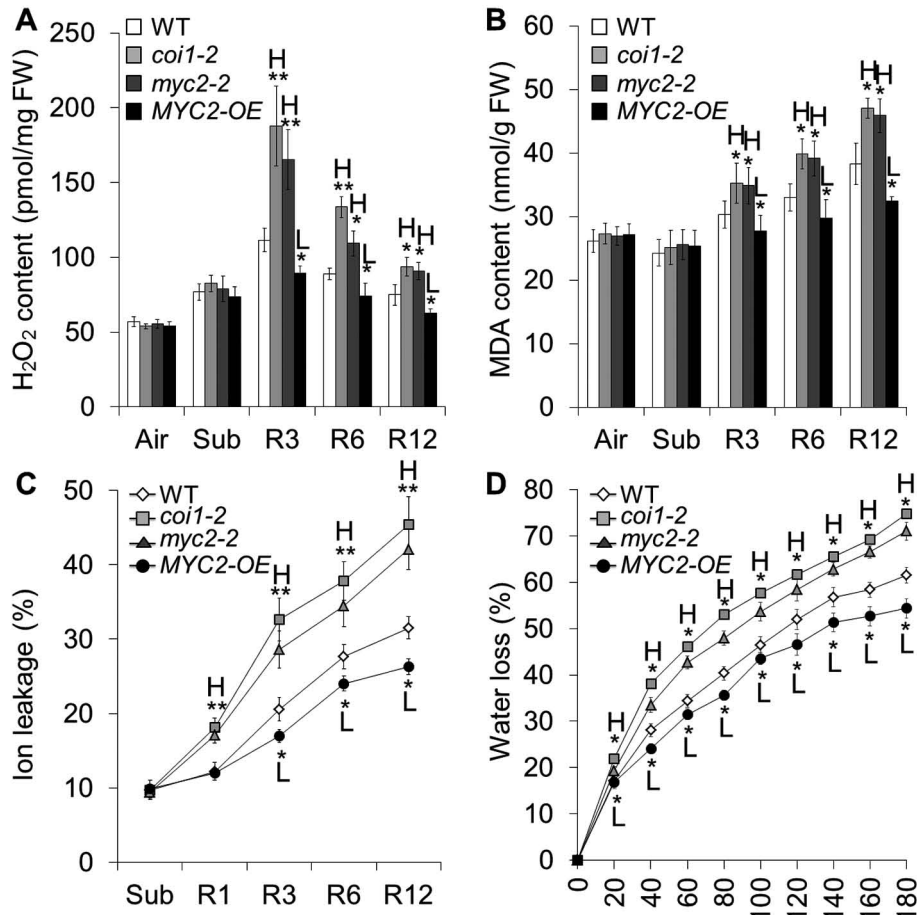 A
WT
coi1-2
myc2-2
MYC2-OE
H₂O₂ content (pmol/mg FW)
250
200
150
100
50
0
H
**
H
**
L
*
H
**
H
*
L
*
H
*
H
*
L
*
Air Sub R3 R6 R12
B
WT
coi1-2
myc2-2
MYC2-OE
MDA content (nmol/g FW)
60
50
40
30
20
10
0
H
*
H
*
L
*
H
*
H
*
L
*
H
*
H
*
L
*
Air Sub R3 R6 R12
C
WT
coi1-2
myc2-2
MYC2-OE
Ion leakage (%)
50
40
30
20
10
0
H
**
H
**
H
**
H
**
*
L
*
L
*
L
Sub R1 R3 R6 R12
D
WT
coi1-2
myc2-2
MYC2-OE
Water loss (%)
80
70
60
50
40
30
20
10
0
H
*
H
*
H
*
H
*
H
*
H
*
H
*
H
*
H
*
*
L
*
L
*
L
*
L
*
L
*
L
*
L
*
L
*
L
0 20 40 60 80 100 120 140 160 180